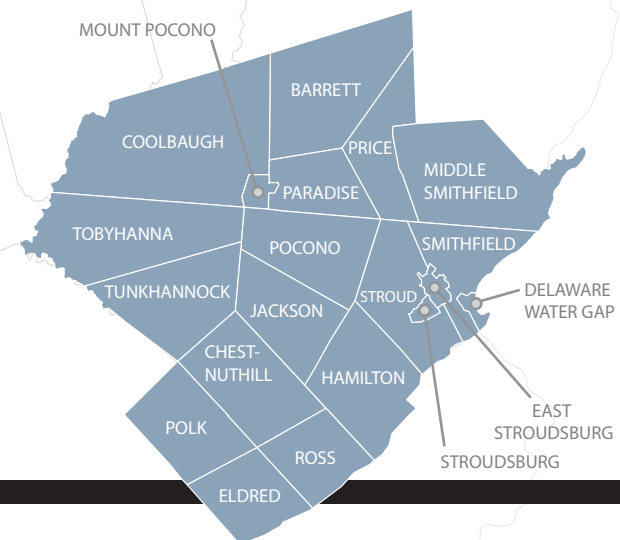 MOUNT POCONO
BARRETT
COOLBAUGH
PRICE
MIDDLE
SMITHFIELD
PARADISE
TOBYHANNA
POCONO
SMITHFIELD
TUNKHANNOCK
JACKSON
STROUD
DELAWARE
WATER GAP
CHEST-
NUTHILL
HAMILTON
EAST
STROUDSBURG
POLK
ROSS
STROUDSBURG
ELDRED